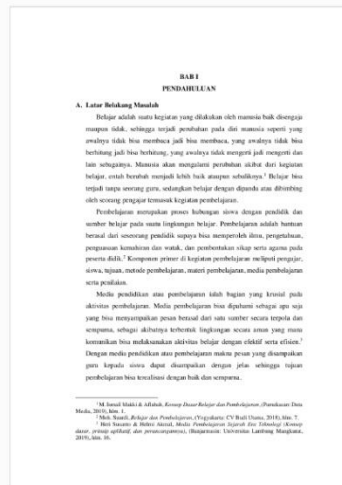 BAB I
PENDAHULUAN
A. Latar Belakang Masalah
Belajar adalah suatu kegiatan yang dilakukan oleh manusia baik disengaja
maupun tidak, sehingga terjadi perubahan pada diri manusia seperti yang
awalnya tidak bisa membaca jadi bisa membaca, yang awalnya tidak bisa
berhitung jadi bisa berhitung, yang awalnya tidak mengerti jadi mengerti dan
lain sebagainya. Manusia akan mengalami perubahan akibat dari kegiatan
belajar, entah berubah menjadi lebih baik ataupun sebaliknya.¹ Belajar bisa
terjadi tanpa seorang guru, sedangkan belajar dengan dipandu atau dibimbing
oleh seorang pengajar termasuk kegiatan pembelajaran.
Pembelajaran merupakan proses hubungan siswa dengan pendidik dan
sumber belajar pada suatu lingkungan belajar. Pembelajaran adalah bantuan
berasal dari seseorang pendidik supaya bisa memperoleh ilmu, pengetahuan,
penguasaan kemahiran dan watak, dan pembentukan sikap serta agama pada
peserta didik.² Komponen primer di kegiatan pembelajaran meliputi pengajar,
siswa, tujuan, metode pembelajaran, materi pembelajaran, media pembelajaran
serta penilaian.
Media pendidikan atau pembelajaran ialah bagian yang krusial pada
aktivitas pembelajaran. Media pembelajaran bisa dipahami sebagai apa saja
yang bisa menyampaikan pesan berasal dari satu sumber secara terpola dan
sempurna, sebagai akibatnya terbentuk lingkungan secara aman yang mana
komunikan bisa melaksanakan aktivitas belajar dengan efektif serta efisien.³
Dengan media pendidikan atau pembelajaran makna pesan yang disampaikan
guru kepada siswa dapat disampaikan dengan jelas sehingga tujuan
pembelajaran bisa terealisasi dengan baik dan sempurna.
¹ M. Ismail Makki & Aflahah, Konsep Dasar Belajar dan Pembelajaran, (Pamekasan: Duta
Media, 2019), hlm. 1.
² Moh. Suardi, Belajar dan Pembelajaran, (Yogyakarta: CV Budi Utama, 2018), hlm. 7.
³ Heri Susanto & Helmi Akmal, Media Pembelajaran Sejarah Era Teknologi (Konsep
dasar, prinsip aplikatif, dan perancangannya), (Banjarmasin: Universitas Lambung Mangkurat,
2019), hlm. 16.